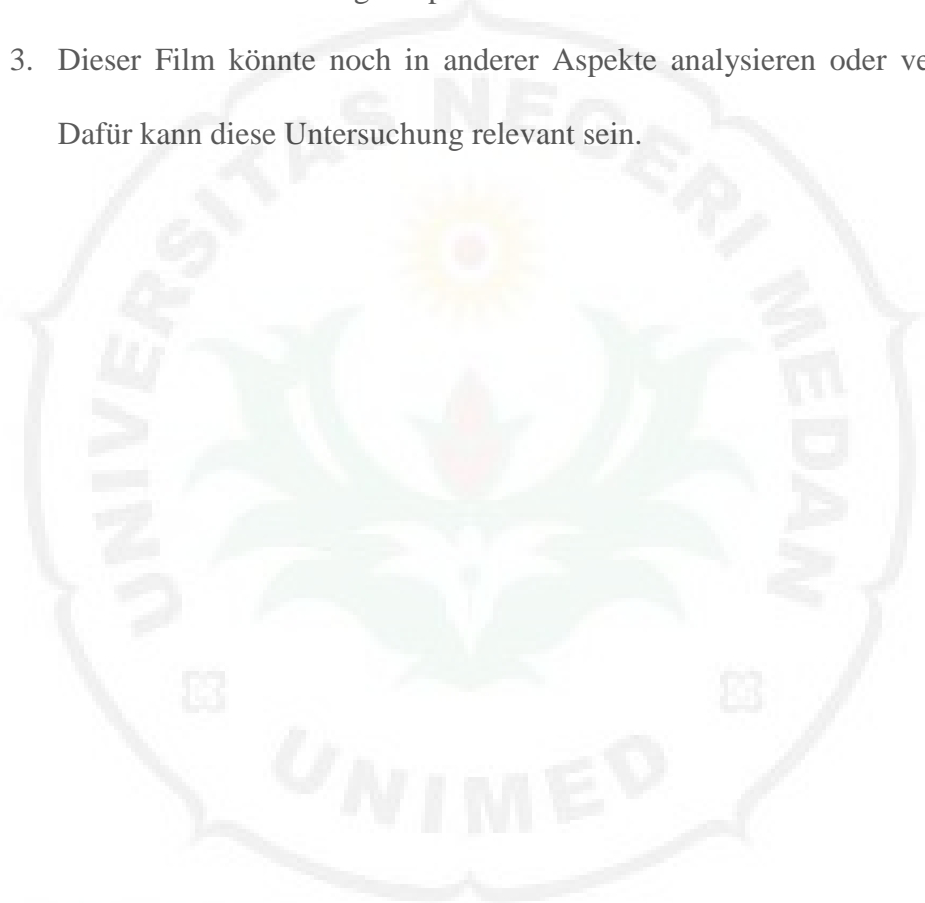 3. Dieser Film könnte noch in anderer Aspekte analysieren oder
Dafür kann diese Untersuchung relevant sein.
UNIVERSITAS NEGERI MEDAN
UNIMED